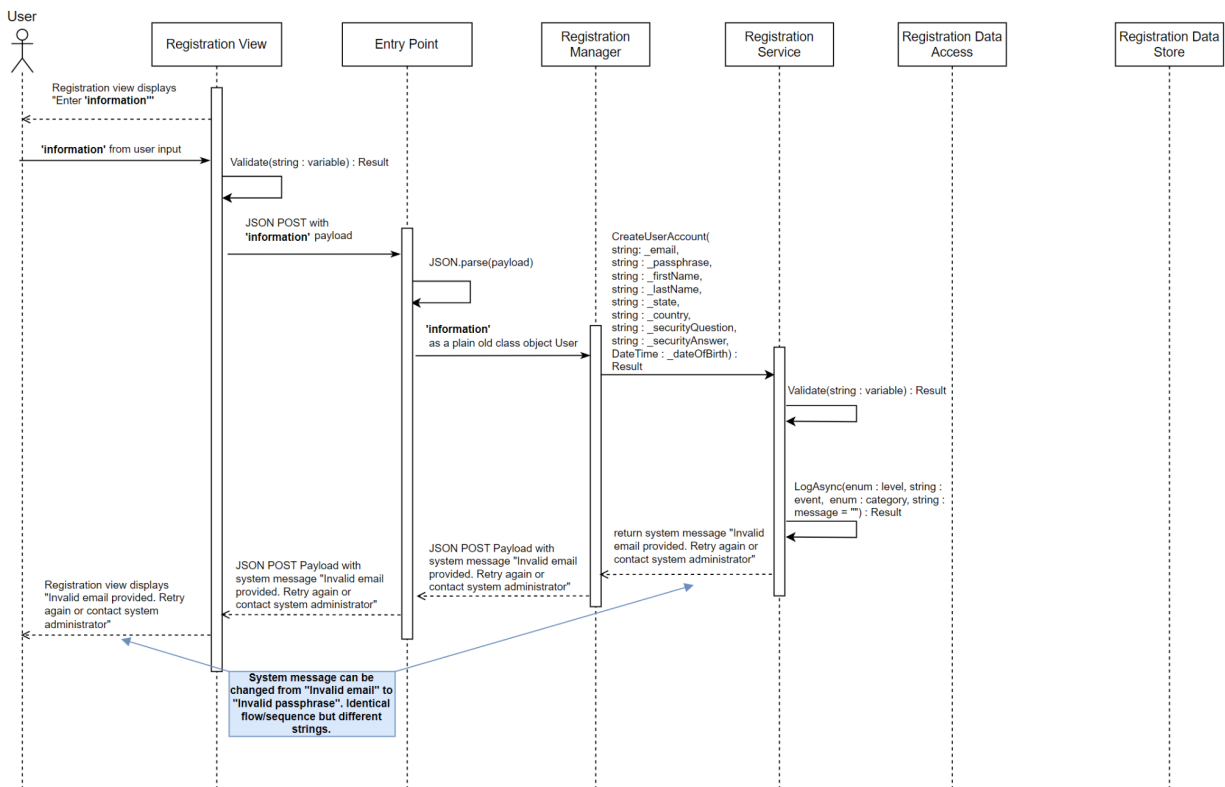 User
Registration View
Entry Point
Registration
Manager
Registration
Service
Registration Data
Access
Registration Data
Store
Registration view displays
"Enter 'information'"
'information' from user input
Validate(string : variable) : Result
JSON POST with
'information' payload
JSON.parse(payload)
'information'
as a plain old class object User
CreateUserAccount(
string: _email,
string : _passphrase,
string : _firstName,
string : _lastName,
string : _state,
string : _country,
string : _securityQuestion,
string : _securityAnswer,
DateTime : _dateOfBirth) :
Result
Validate(string : variable) : Result
LogAsync(enum : level, string :
event,  enum : category, string :
message = "") : Result
return system message "Invalid
email provided. Retry again or
contact system administrator"
JSON POST Payload with
system message "Invalid email
provided. Retry again or
contact system administrator"
JSON POST Payload with
system message "Invalid email
provided. Retry again or
contact system administrator"
Registration view displays
"Invalid email provided. Retry
again or contact system
administrator"
System message can be
changed from "Invalid email" to
"Invalid passphrase". Identical
flow/sequence but different
strings.